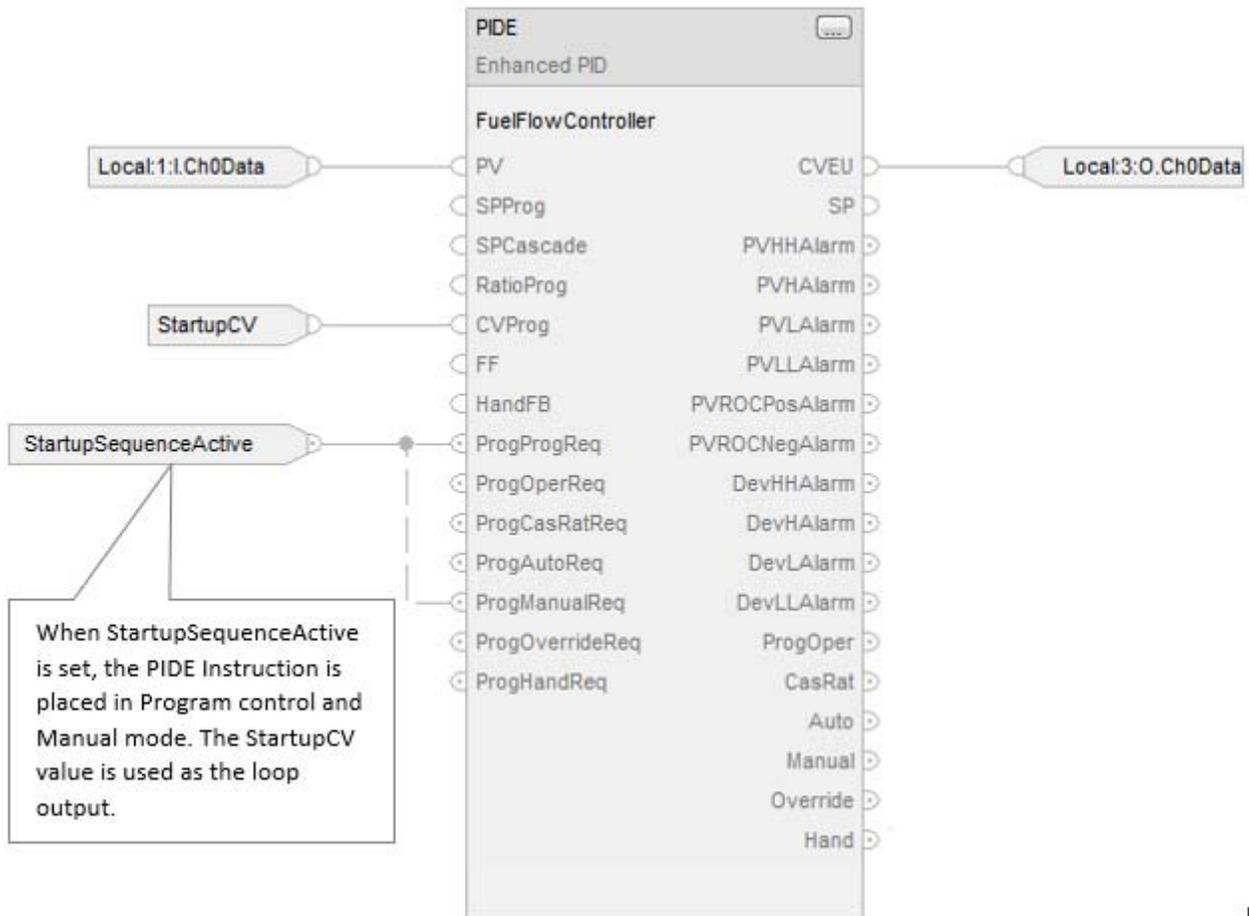 PIDE ...
Enhanced PID
FuelFlowController
Local:1:I.Ch0Data PV CVEU Local:3:O.Ch0Data
SPProg SP
SPCascade PVHHAlarm
RatioProg PVHAlarm
StartupCV CVProg PVLAlarm
FF PVLLAlarm
HandFB PVROCPosAlarm
StartupSequenceActive ProgProgReq PVROCNegAlarm
ProgOperReq DevHHAlarm
ProgCasRatReq DevHAlarm
ProgAutoReq DevLAlarm
ProgManualReq DevLLAlarm
ProgOverrideReq ProgOper
ProgHandReq CasRat
Auto
Manual
Override
Hand
When StartupSequenceActive
is set, the PIDE Instruction is
placed in Program control and
Manual mode. The StartupCV
value is used as the loop
output.